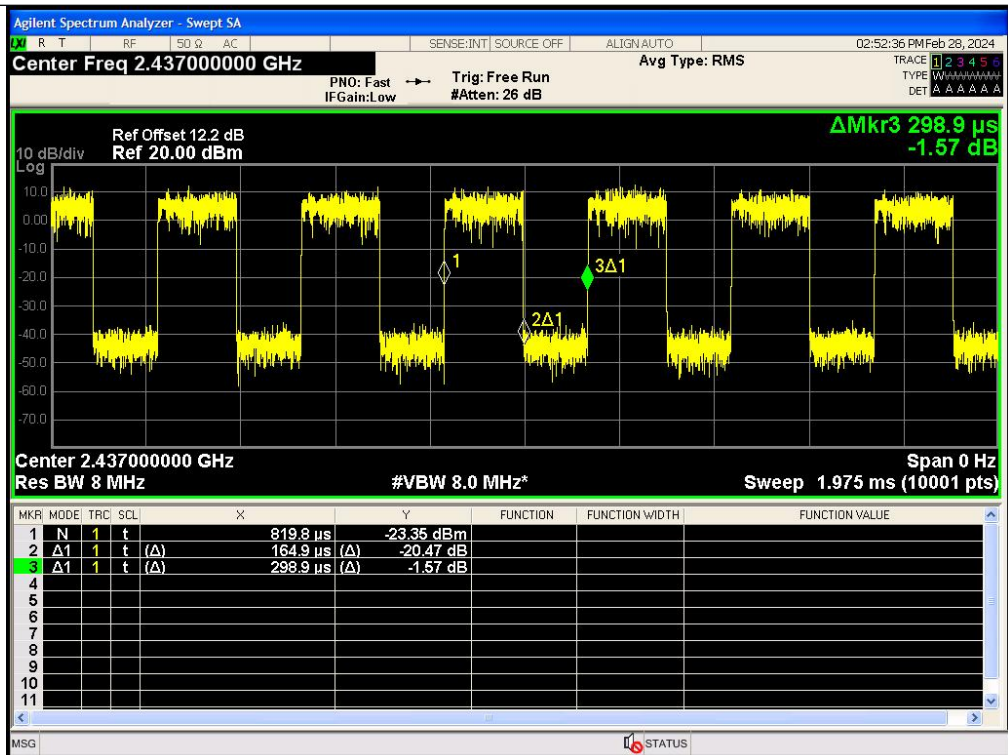 Agilent Spectrum Analyzer - Swept SA
LXI R T RF 50 Ω AC SENSE:INT SOURCE OFF ALIGNAUTO 02:52:36 PM Feb 28, 2024
Center Freq 2.437000000 GHz Avg Type: RMS TRACE 1 2 3 4 5 6
PNO: Fast Trig: Free Run TYPE
IFGain:Low #Atten: 26 dB DET A A A A A A
ΔMkr3 298.9 µs
-1.57 dB
Ref Offset 12.2 dB
10 dB/div Ref 20.00 dBm
Log
10.0
0.00
-10.0
-20.0
-30.0
-40.0
-50.0
-60.0
-70.0
1
3Δ1
2Δ1
Center 2.437000000 GHz Span 0 Hz
Res BW 8 MHz #VBW 8.0 MHz* Sweep 1.975 ms (10001 pts)
MKR MODE TRC SCL X Y FUNCTION FUNCTION WIDTH FUNCTION VALUE
1 N 1 t 819.8 µs -23.35 dBm
2 Δ1 1 t (Δ) 164.9 µs (Δ) -20.47 dB
3 Δ1 1 t (Δ) 298.9 µs (Δ) -1.57 dB
4
5
6
7
8
9
10
11
MSG STATUS